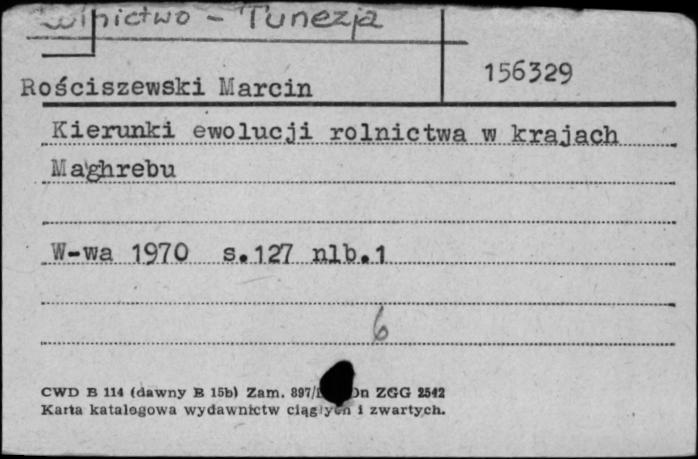 – Tunezja
156329
Rościszewski Marcin
Kierunki ewolucji rolnictwa w krajach
Maghrebu
W-wa 1970 s.127 nlb.1
6
CWD B 114 (dawny B 15b) Zam. ZGG 2542
Karta katalogowa wydawnictw ciągłych i zwartych.